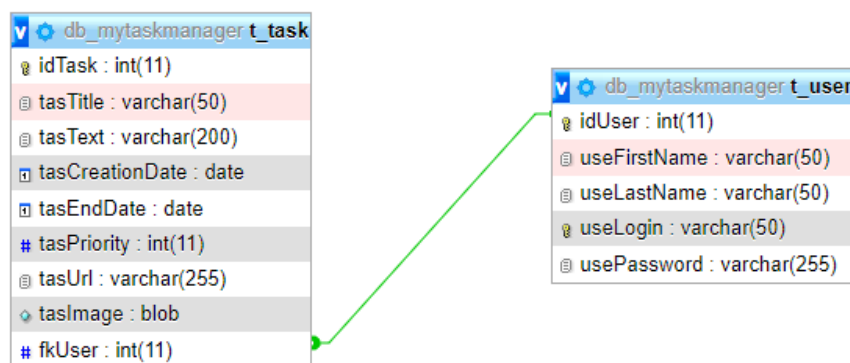 db_mytaskmanager t_task
idTask : int(11)
tasTitle : varchar(50)
tasText : varchar(200)
tasCreationDate : date
tasEndDate : date
tasPriority : int(11)
tasUrl : varchar(255)
tasImage : blob
fkUser : int(11)
db_mytaskmanager t_user
idUser : int(11)
useFirstName : varchar(50)
useLastName : varchar(50)
useLogin : varchar(50)
usePassword : varchar(255)